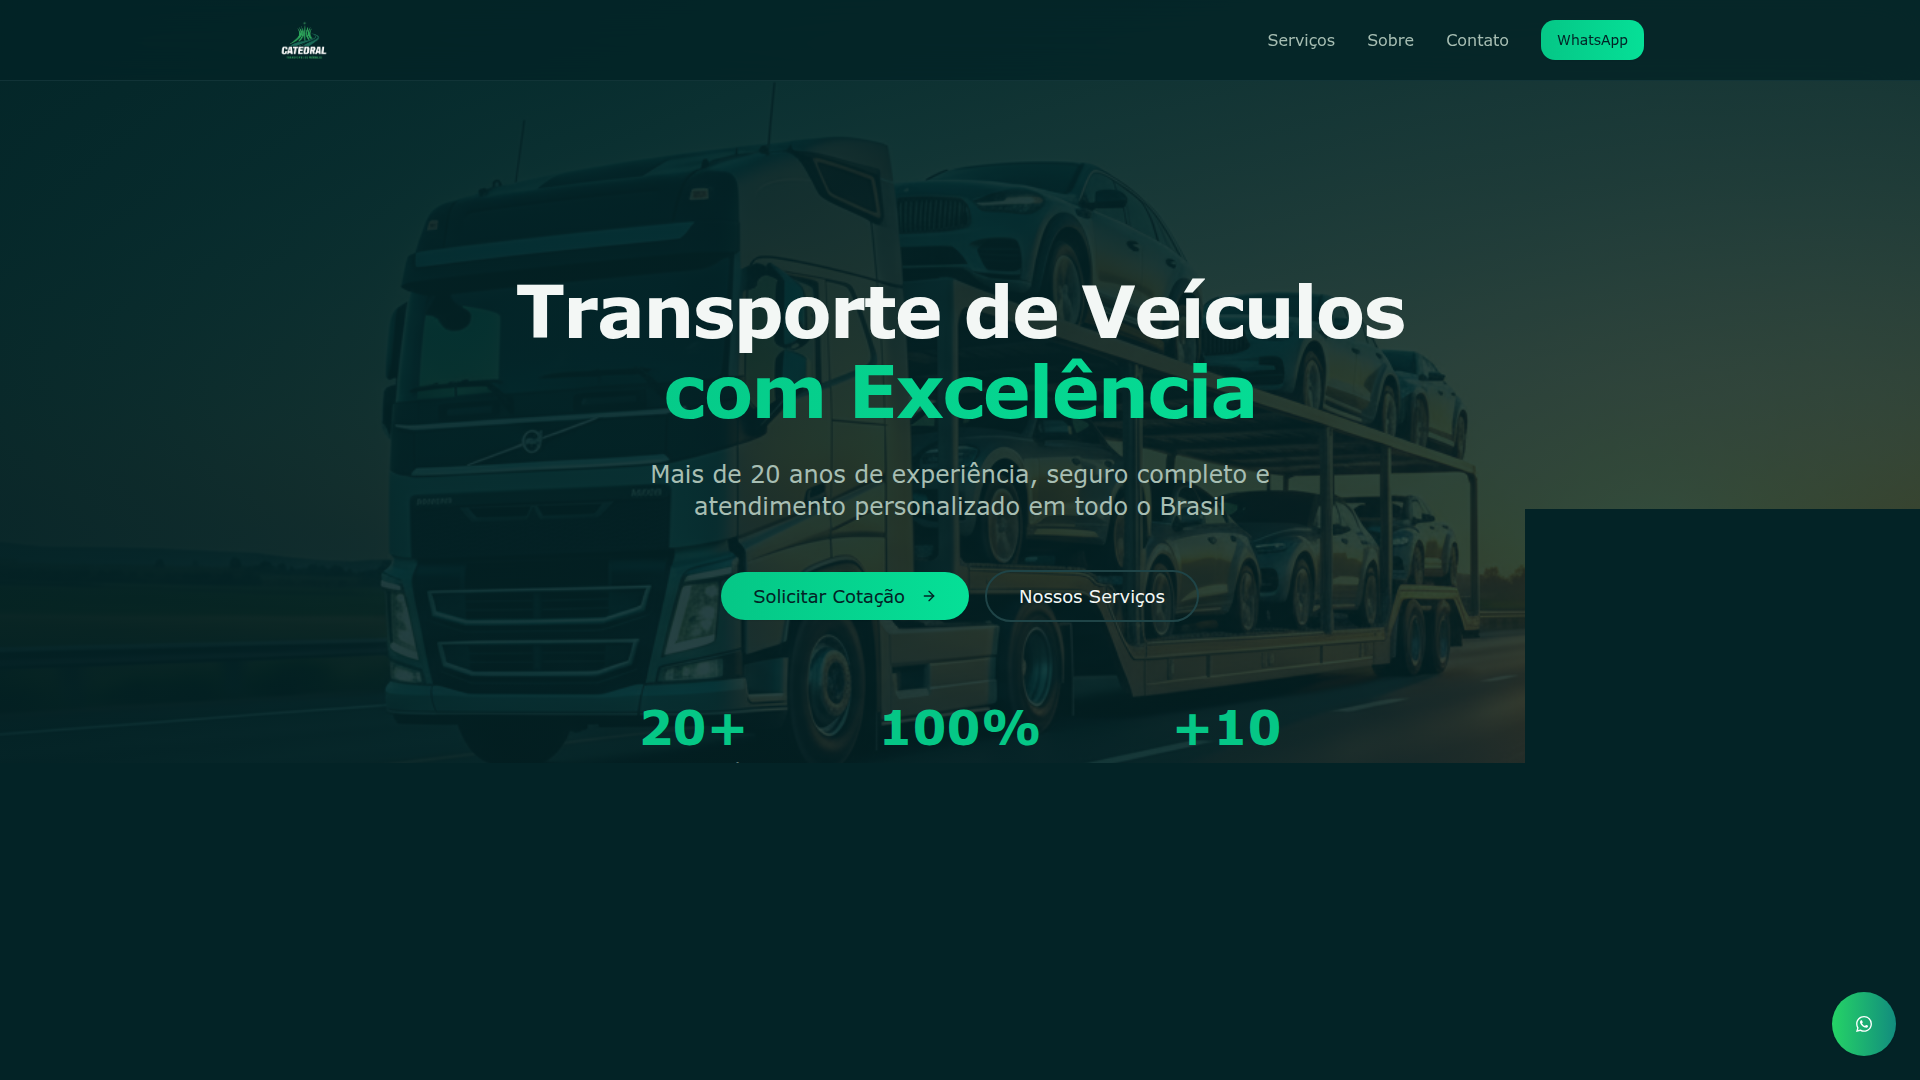 CATEDRAL
Serviços
Sobre
Contato
WhatsApp
Transporte de Veículos
com Excelência
Mais de 20 anos de experiência, seguro completo e
atendimento personalizado em todo o Brasil
Solicitar Cotação
Nossos Serviços
20+
100%
+10